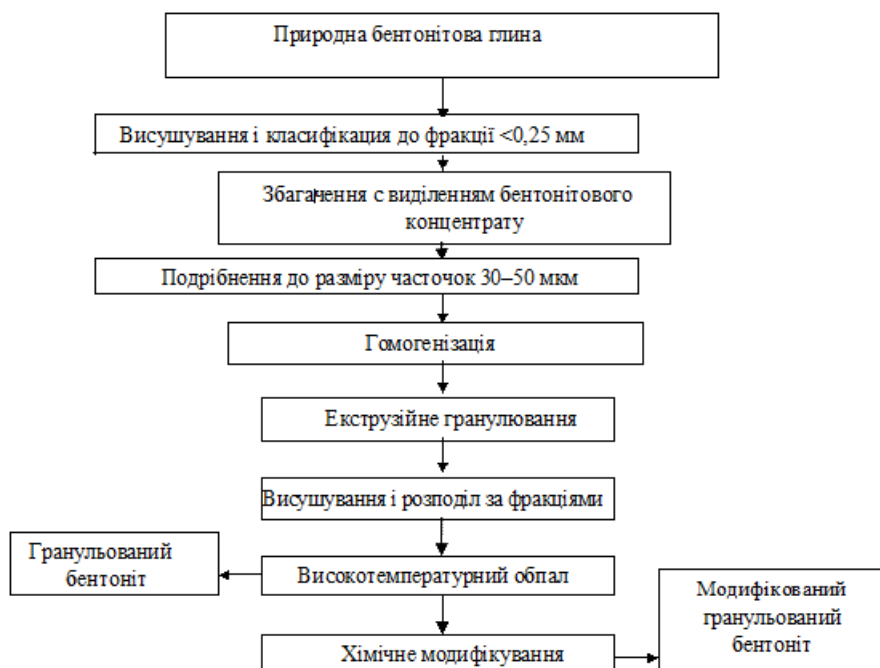 Природна бентонітова глина
Висушування і класифікация до фракції <0,25 мм
Збагачення с виділенням бентонітового
концентрату
Подрібнення до разміру часточок 30–50 мкм
Гомогенізація
Екструзійне гранулювання
Висушування і розподіл за фракціями
Гранульований
бентоніт
Високотемпературний обпал
Модифікований
гранульований
бентоніт
Хімічне модифікування